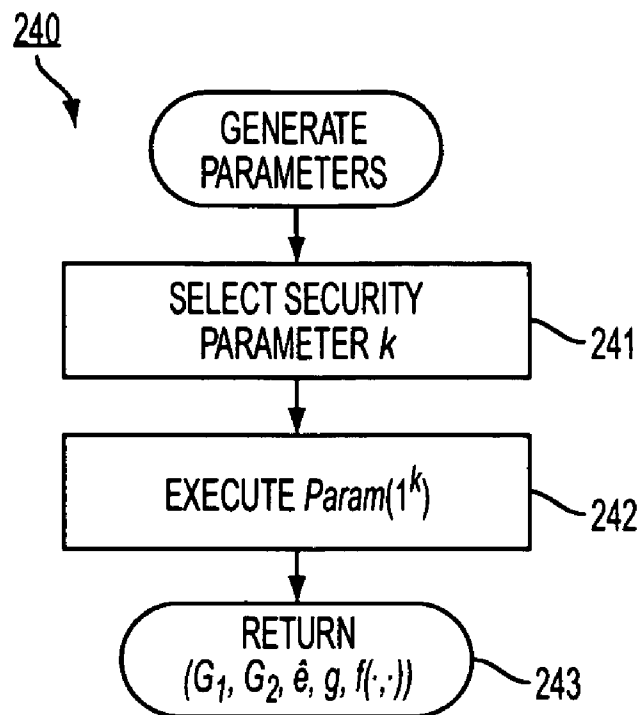 240
GENERATE
PARAMETERS
SELECT SECURITY
PARAMETER k
241
EXECUTE Param(1^k)
242
RETURN
(G₁, G₂, ê, g, f(·,·))
243